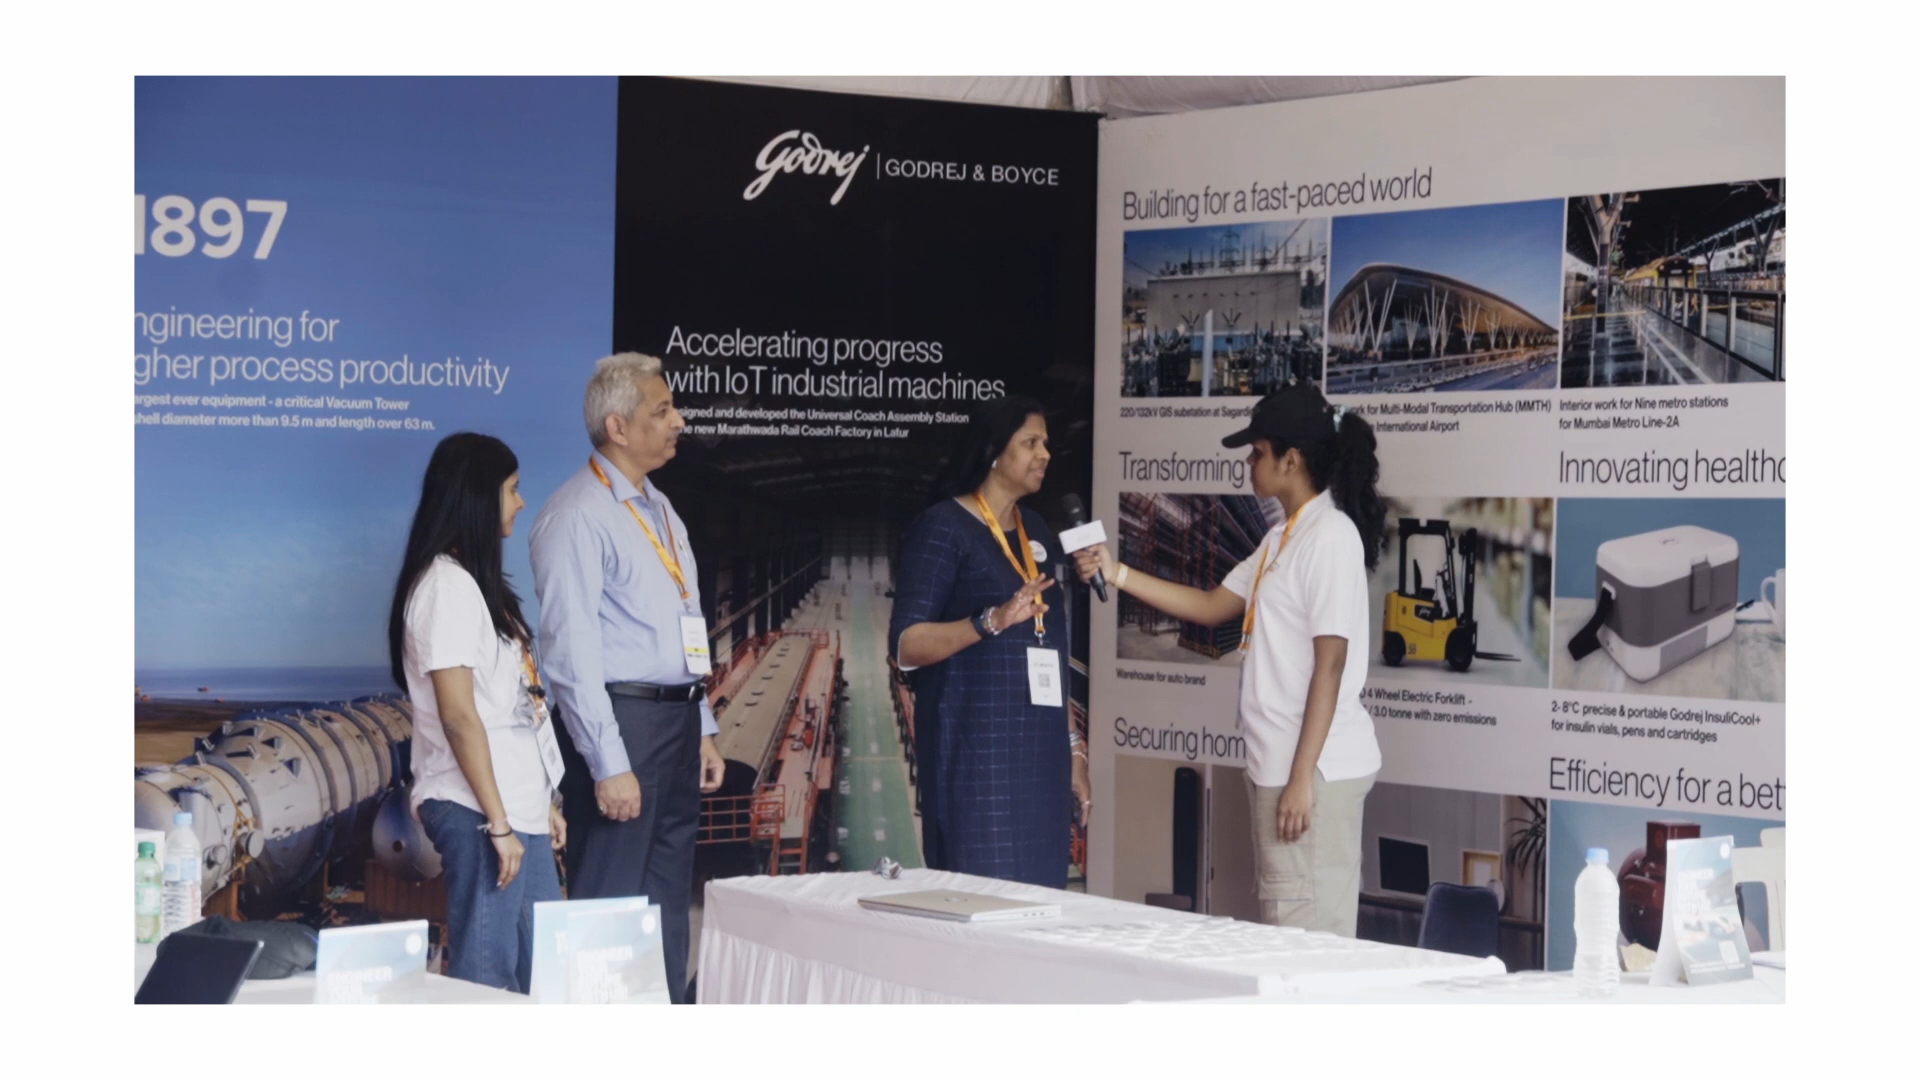 1897
ngineering for
gher process productivity
argest ever equipment - a critical Vacuum Tower
hell diameter more than 9.5 m and length over 63 m.
Godrej | GODREJ & BOYCE
Accelerating progress
with IoT industrial machines
signed and developed the Universal Coach Assembly Station
new Marathwada Rail Coach Factory in Latur
Building for a fast-paced world
220/132kV GIS substation at
rk for Multi-Modal Transportation Hub (MMTH)
International Airport
Interior work for Nine metro stations
for Mumbai Metro Line-2A
Transforming
Innovating healthc
Warehouse for auto brand
4 Wheel Electric Forklift -
/ 3.0 tonne with zero emissions
2- 8°C precise & portable Godrej InsuliCool+
for insulin vials, pens and cartridges
Securing hom
Efficiency for a bet